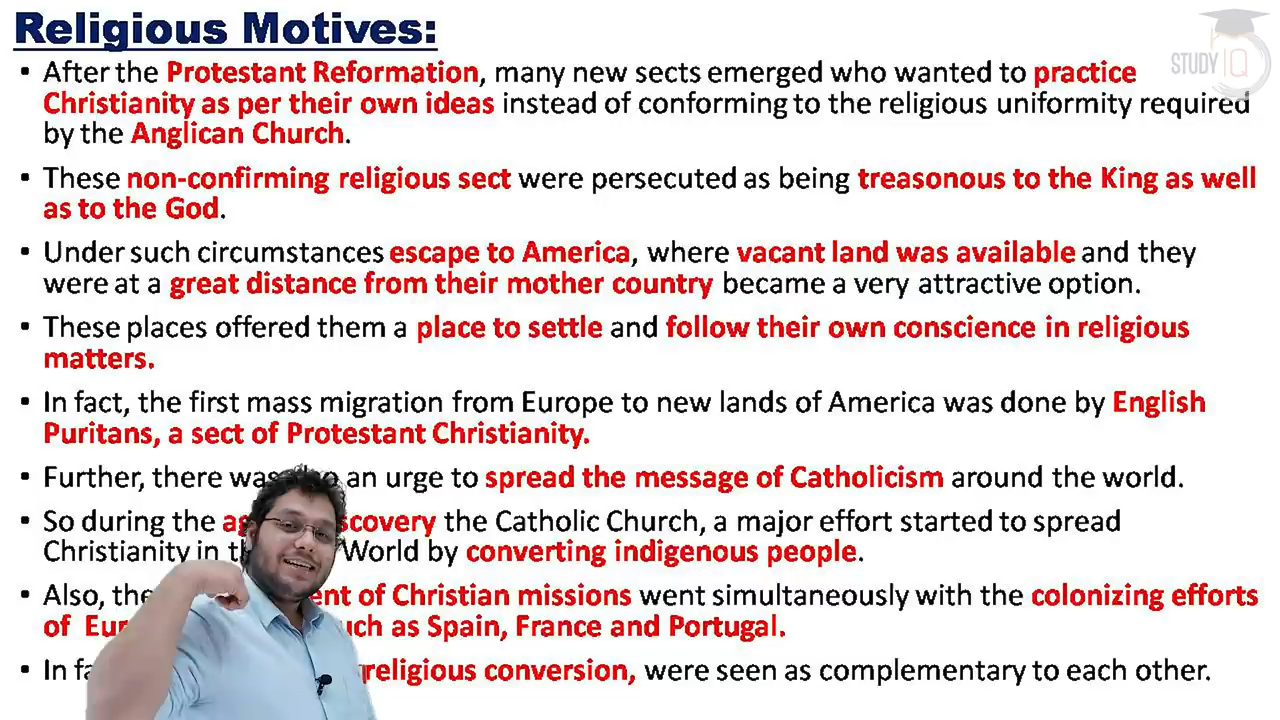 Religious Motives:
STUDY IQ
• After the Protestant Reformation, many new sects emerged who wanted to practice
Christianity as per their own ideas instead of conforming to the religious uniformity required
by the Anglican Church.
• These non-confirming religious sect were persecuted as being treasonous to the King as well
as to the God.
• Under such circumstances escape to America, where vacant land was available and they
were at a great distance from their mother country became a very attractive option.
• These places offered them a place to settle and follow their own conscience in religious
matters.
• In fact, the first mass migration from Europe to new lands of America was done by English
Puritans, a sect of Protestant Christianity.
• Further, there was an urge to spread the message of Catholicism around the world.
• So during the the Catholic Church, a major effort started to spread
Christianity in World by converting indigenous people.
• Also, of Christian missions went simultaneously with the colonizing efforts
of as Spain, France and Portugal.
• In religious conversion, were seen as complementary to each other.